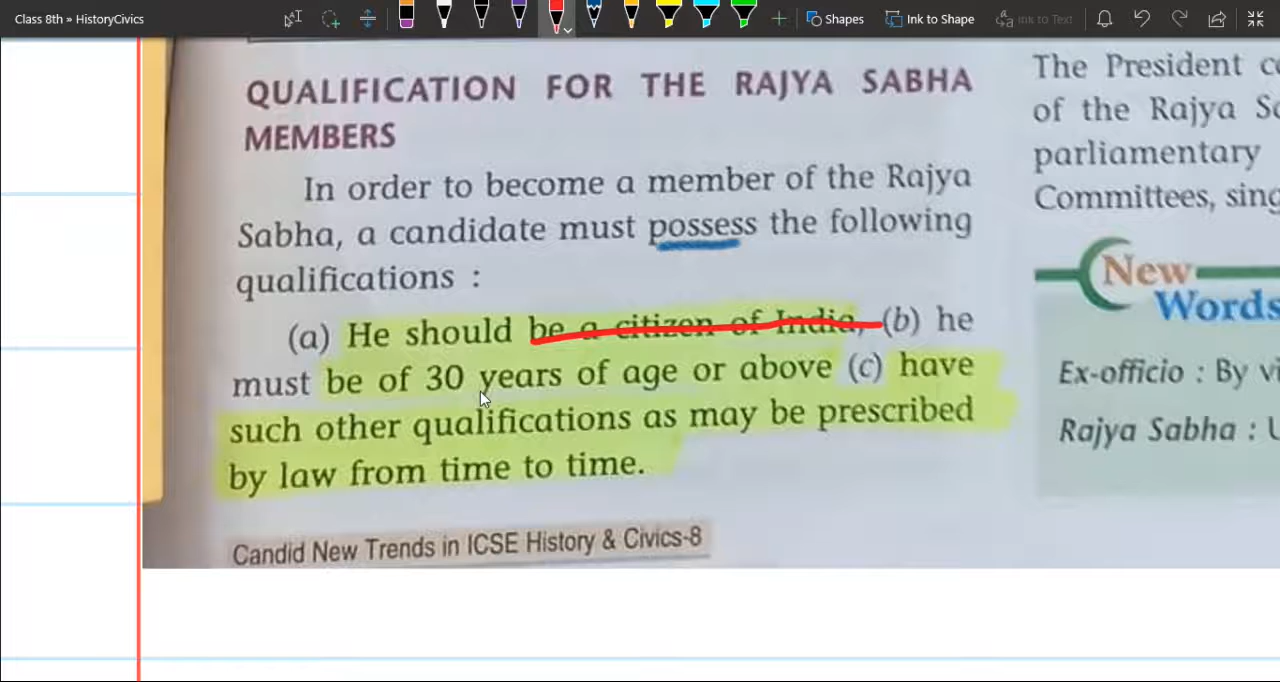 Class 8th » HistoryCivics
Shapes
Ink to Shape
Ink to Text
QUALIFICATION FOR THE RAJYA SABHA
MEMBERS
In order to become a member of the Rajya
Sabha, a candidate must possess the following
qualifications :
(a) He should be a citizen of India, (b) he
must be of 30 years of age or above (c) have
such other qualifications as may be prescribed
by law from time to time.
Candid New Trends in ICSE History & Civics-8
The President
of the Rajya
parliamentary
Committees,
New
Words
Ex-officio : By
Rajya Sabha :